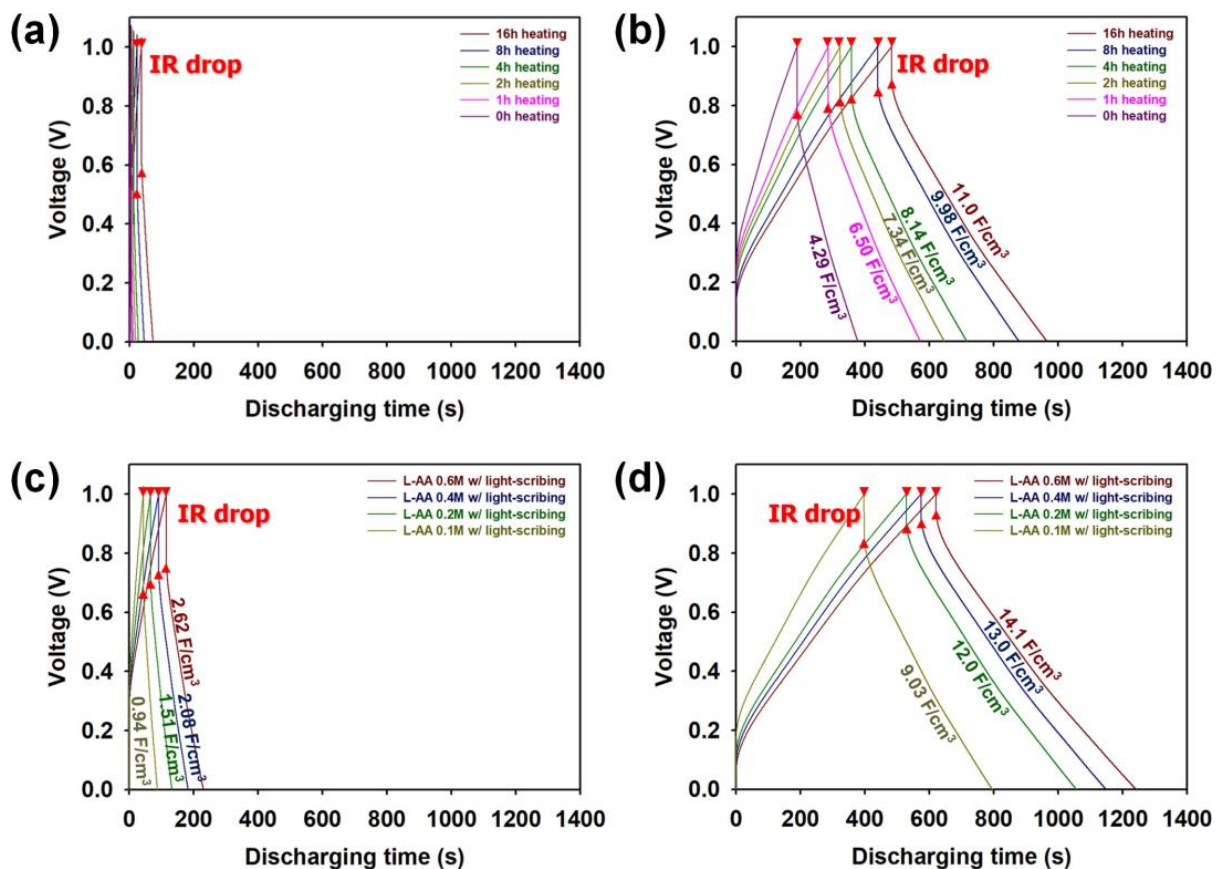 (a)
1.0
0.8
0.6
0.4
0.2
0.0
Voltage (V)
IR drop
16h heating
8h heating
4h heating
2h heating
1h heating
0h heating
0 200 400 600 800 1000 1200 1400
Discharging time (s)
(b)
1.0
0.8
0.6
0.4
0.2
0.0
Voltage (V)
IR drop
16h heating
8h heating
4h heating
2h heating
1h heating
0h heating
4.29 F/cm³
6.50 F/cm³
7.34 F/cm³
8.14 F/cm³
9.98 F/cm³
11.0 F/cm³
0 200 400 600 800 1000 1200 1400
Discharging time (s)
(c)
1.0
0.8
0.6
0.4
0.2
0.0
Voltage (V)
IR drop
L-AA 0.6M w/ light-scribing
L-AA 0.4M w/ light-scribing
L-AA 0.2M w/ light-scribing
L-AA 0.1M w/ light-scribing
0.94 F/cm³
1.51 F/cm³
2.08 F/cm³
2.62 F/cm³
0 200 400 600 800 1000 1200 1400
Discharging time (s)
(d)
1.0
0.8
0.6
0.4
0.2
0.0
Voltage (V)
IR drop
L-AA 0.6M w/ light-scribing
L-AA 0.4M w/ light-scribing
L-AA 0.2M w/ light-scribing
L-AA 0.1M w/ light-scribing
9.03 F/cm³
12.0 F/cm³
13.0 F/cm³
14.1 F/cm³
0 200 400 600 800 1000 1200 1400
Discharging time (s)